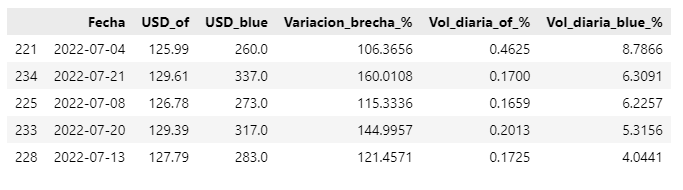 Fecha USD_of USD_blue Variacion_brecha_% Vol_diaria_of_% Vol_diaria_blue_%
221 2022-07-04 125.99 260.0 106.3656 0.4625 8.7866
234 2022-07-21 129.61 337.0 160.0108 0.1700 6.3091
225 2022-07-08 126.78 273.0 115.3336 0.1659 6.2257
233 2022-07-20 129.39 317.0 144.9957 0.2013 5.3156
228 2022-07-13 127.79 283.0 121.4571 0.1725 4.0441